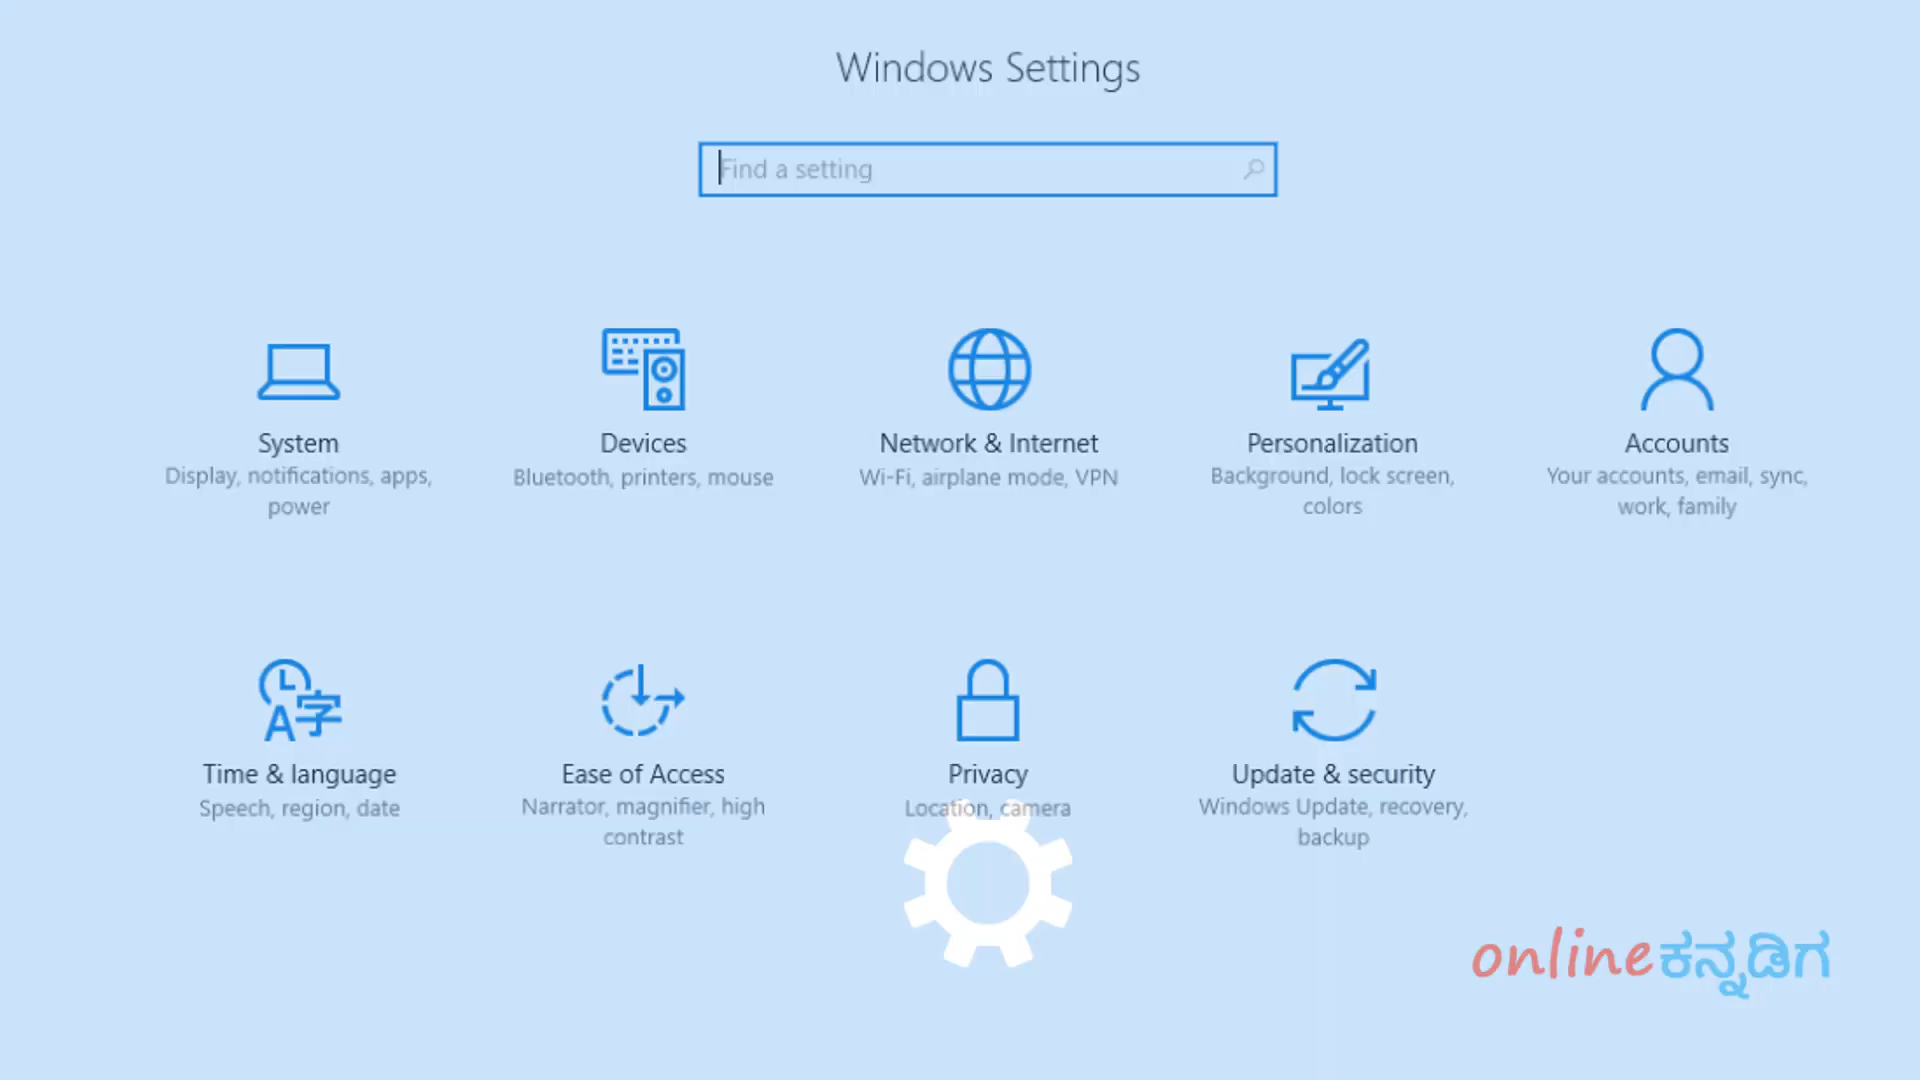 Windows Settings
Find a setting
System
Display, notifications, apps,
power
Devices
Bluetooth, printers, mouse
Network & Internet
Wi-Fi, airplane mode, VPN
Personalization
Background, lock screen,
colors
Accounts
Your accounts, email, sync,
work, family
Time & language
Speech, region, date
Ease of Access
Narrator, magnifier, high
contrast
Privacy
Location, camera
Update & security
Windows Update, recovery,
backup
onlineಕನ್ನಡಿಗ